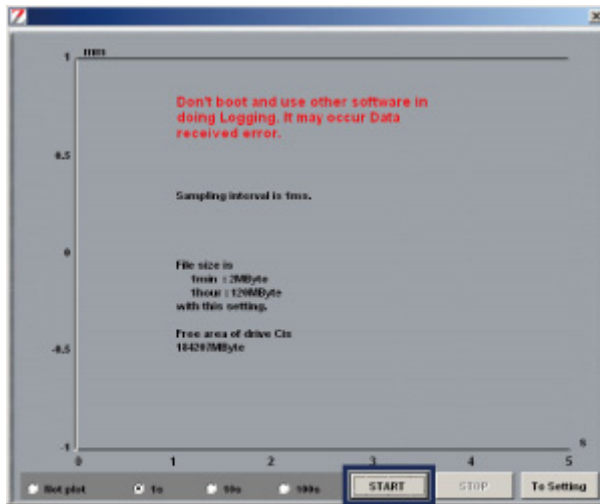 mm
1
Don't boot and use other software in
doing Logging. It may occur Data
received error.
0.5
Sampling interval is 1ms.
0
File size is
1min : 2MByte
1hour : 120MByte
with this setting.
Free area of drive C is
184207MByte
-0.5
-1
s
0 1 2 3 4 5
Not plot 1s 10s 100s START STOP To Setting